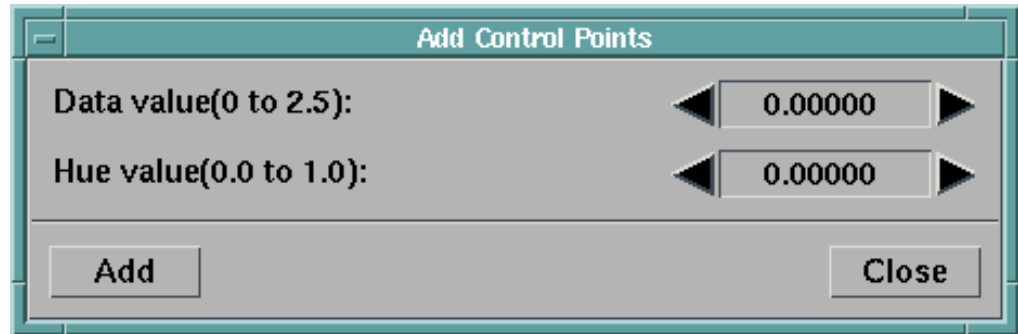 Add Control Points
Data value(0 to 2.5): 0.00000
Hue value(0.0 to 1.0): 0.00000
Add Close